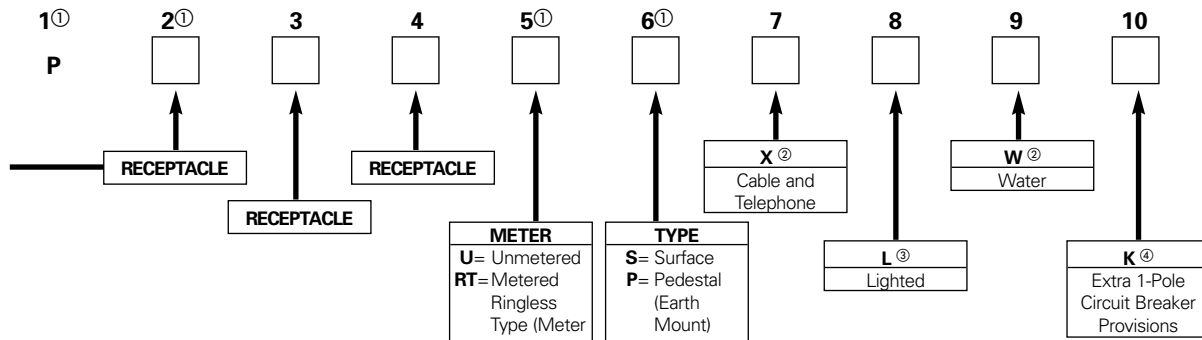 1① 2① 3 4 5① 6① 7 8 9 10
P
RECEPTACLE
RECEPTACLE
RECEPTACLE
X ②
Cable and
Telephone
W ②
Water
METER
U= Unmetered
RT= Metered
Ringless
Type (Meter
TYPE
S= Surface
P= Pedestal
(Earth
Mount)
L ③
Lighted
K ④
Extra 1-Pole
Circuit Breaker
Provisions